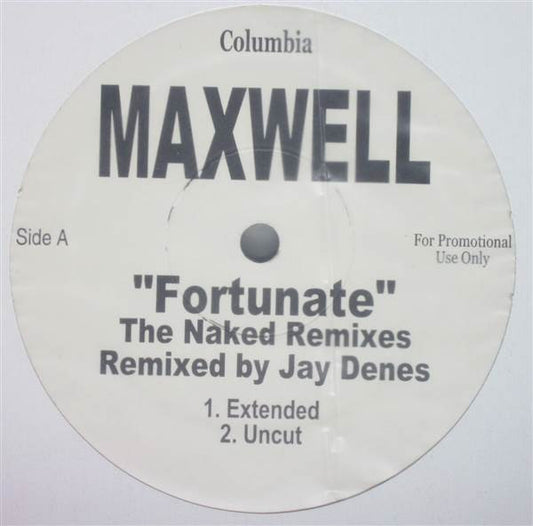 Columbia
MAXWELL
Side A
For Promotional
Use Only
"Fortunate"
The Naked Remixes
Remixed by Jay Denes
1. Extended
2. Uncut